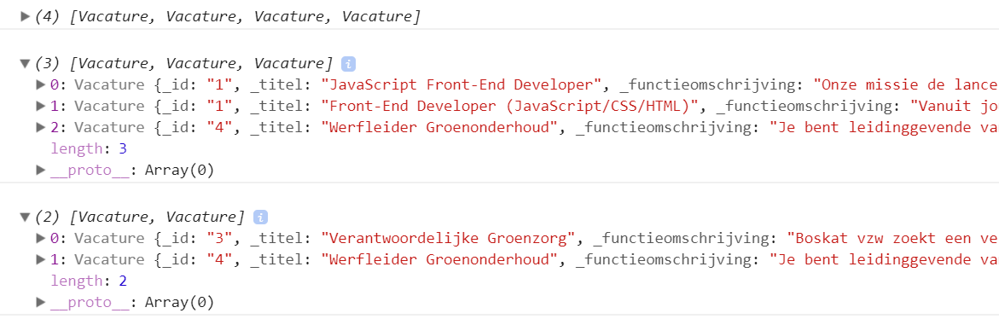 ▶ (4) [Vacature, Vacature, Vacature, Vacature]
▼ (3) [Vacature, Vacature, Vacature] i
▶ 0: Vacature {_id: "1", _titel: "JavaScript Front-End Developer", _functieomschrijving: "Onze missie de lance
▶ 1: Vacature {_id: "1", _titel: "Front-End Developer (JavaScript/CSS/HTML)", _functieomschrijving: "Vanuit jo
▶ 2: Vacature {_id: "4", _titel: "Werfleider Groenonderhoud", _functieomschrijving: "Je bent leidinggevende va
length: 3
▶ __proto__: Array(0)
▼ (2) [Vacature, Vacature] i
▶ 0: Vacature {_id: "3", _titel: "Verantwoordelijke Groenzorg", _functieomschrijving: "Boskat vzw zoekt een ve
▶ 1: Vacature {_id: "4", _titel: "Werfleider Groenonderhoud", _functieomschrijving: "Je bent leidinggevende va
length: 2
▶ __proto__: Array(0)